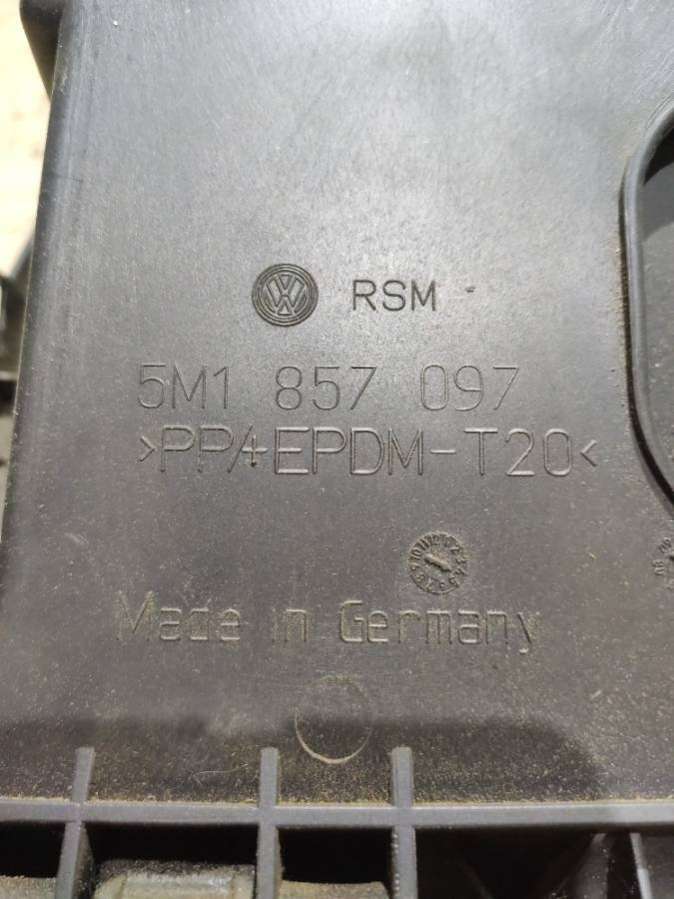 RSM
5M1 857 097
>PP/+EPDM-T20<
Made in Germany